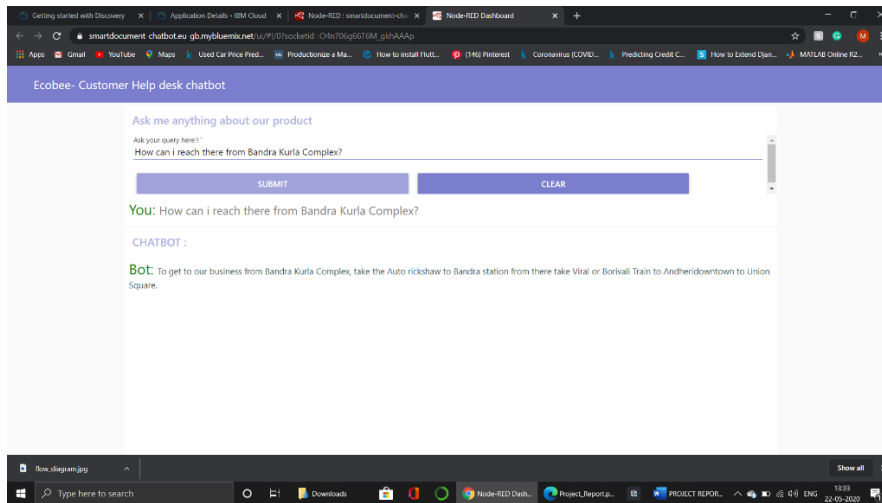 Getting started with Discovery
Application Details - IBM Cloud
Node-RED : smartdocument-cha
Node-RED Dashboard
smartdocument chatbot.eu gb.mybluemix.net/ui/#!/0?socketid
Apps
Gmail
YouTube
Maps
Used Car Price Pred...
Productionize a Ma...
How to install Flutt...
(146) Pinterest
Coronavirus (COVID...
Predicting Credit C...
How to Extend Djan...
MATLAB Online R2...
Ecobee- Customer Help desk chatbot
Ask me anything about our product
Ask your query here!! *
How can i reach there from Bandra Kurla Complex?
SUBMIT
CLEAR
You: How can i reach there from Bandra Kurla Complex?
CHATBOT :
Bot: To get to our business from Bandra Kurla Complex, take the Auto rickshaw to Bandra station from there take Viral or Borivali Train to Andheridowntown to Union
Square.
flow_diagram.jpg
Show all
Type here to search
Downloads
Node-RED Dash...
Project_Report.p...
PROJECT REPOR...
ENG
13:33
22-05-2020